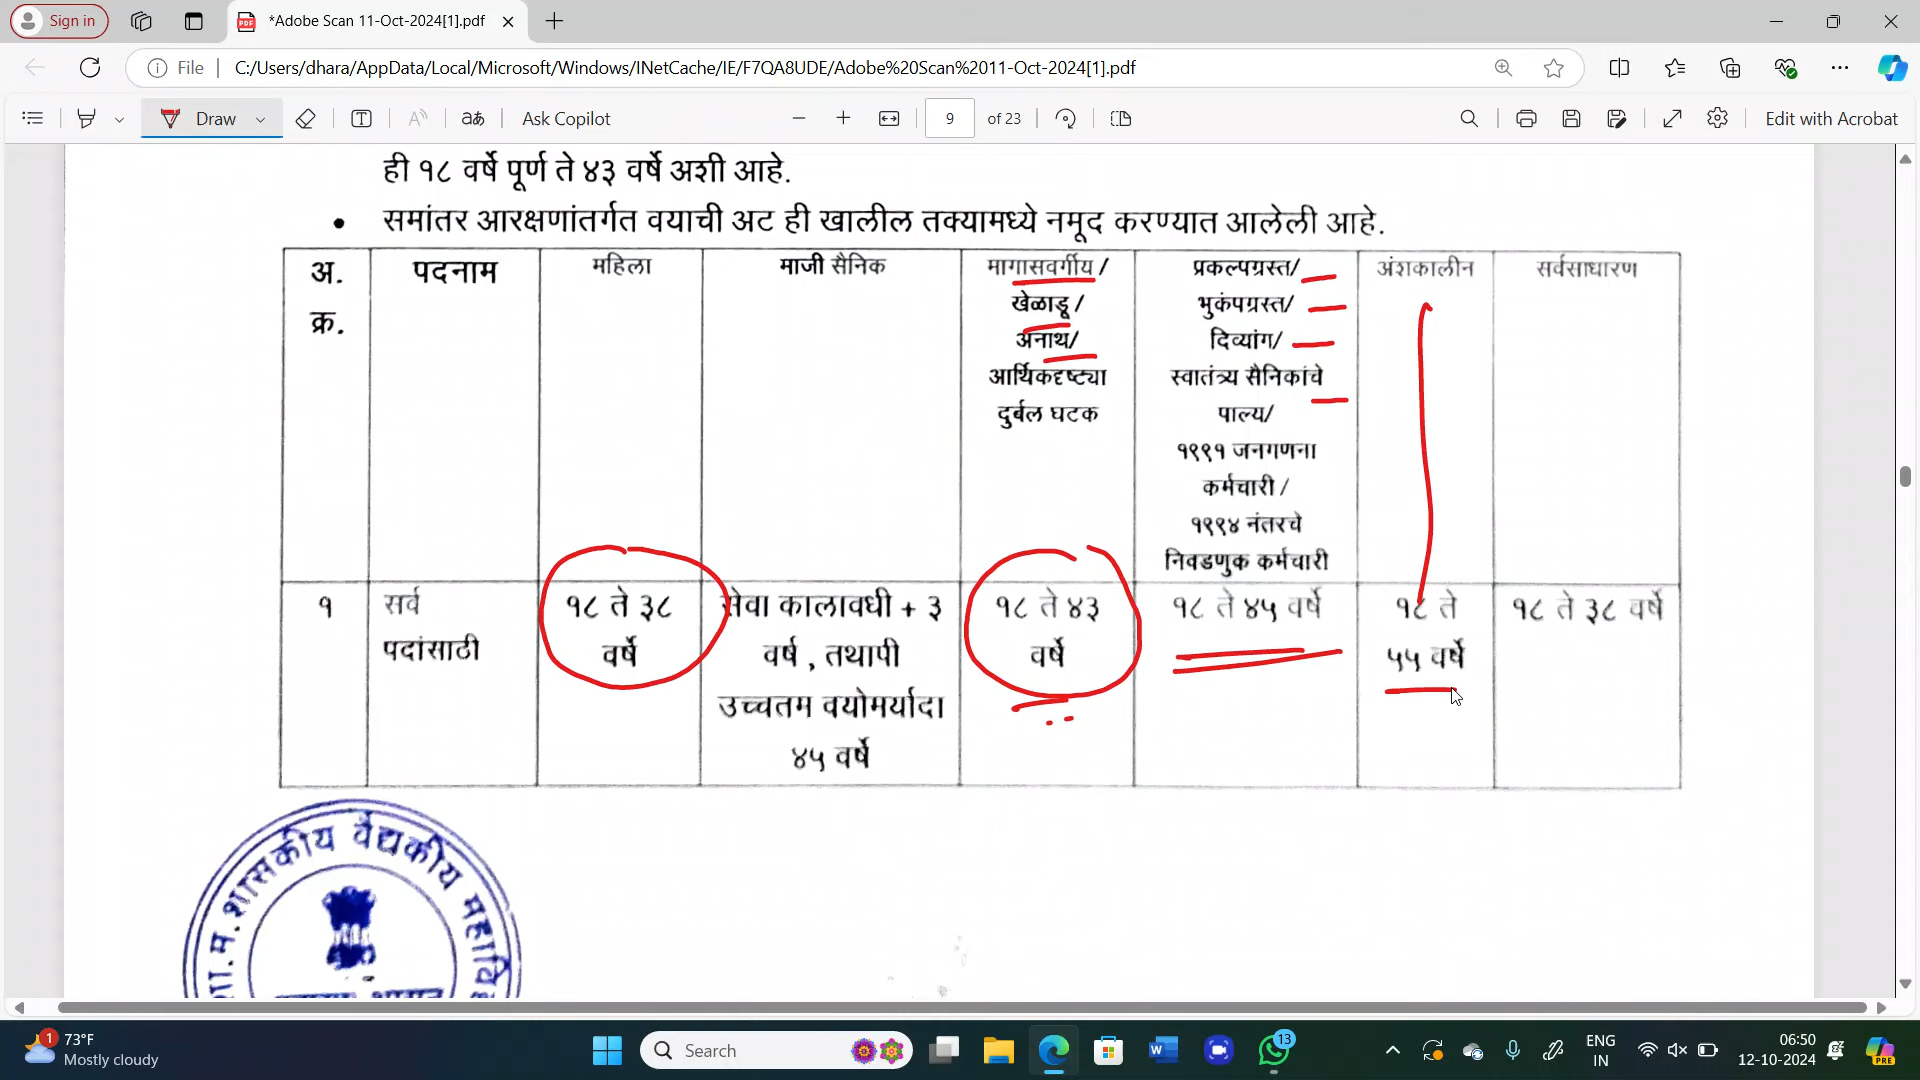 Sign in
*Adobe Scan 11-Oct-2024[1].pdf
File
C:/Users/dhara/AppData/Local/Microsoft/Windows/INetCache/IE/F7QA8UDE/Adobe%20Scan%2011-Oct-2024[1].pdf
Draw
Ask Copilot
9 of 23
Edit with Acrobat
ही १८ वर्षे पूर्ण ते ४३ वर्षे अशी आहे.
• समांतर आरक्षणांतर्गत वयाची अट ही खालील तक्यामध्ये नमूद करण्यात आलेली आहे.
अ. क्र.
पदनाम
महिला
माजी सैनिक
मागासवर्गीय /
खेळाडू /
अनाथ/
आर्थिकदृष्ट्या
दुर्बल घटक
प्रकल्पग्रस्त/
भुकंपग्रस्त/
दिव्यांग/
स्वातंत्र्य सैनिकांचे
पाल्य/
१९९१ जनगणना
कर्मचारी /
१९९४ नंतरचे
निवडणुक कर्मचारी
अंशकालीन
सर्वसाधारण
१
सर्व
पदांसाठी
१८ ते ३८
वर्षे
सेवा कालावधी + ३
वर्ष , तथापी
उच्चतम वयोमर्यादा
४५ वर्षे
१८ ते ४३
वर्षे
१८ ते ४५ वर्षे
१८ ते
५५ वर्षे
१८ ते ३८ वर्षे
शासकीय वैद्यकीय
73°F
Mostly cloudy
Search
13
ENG
IN
06:50
12-10-2024